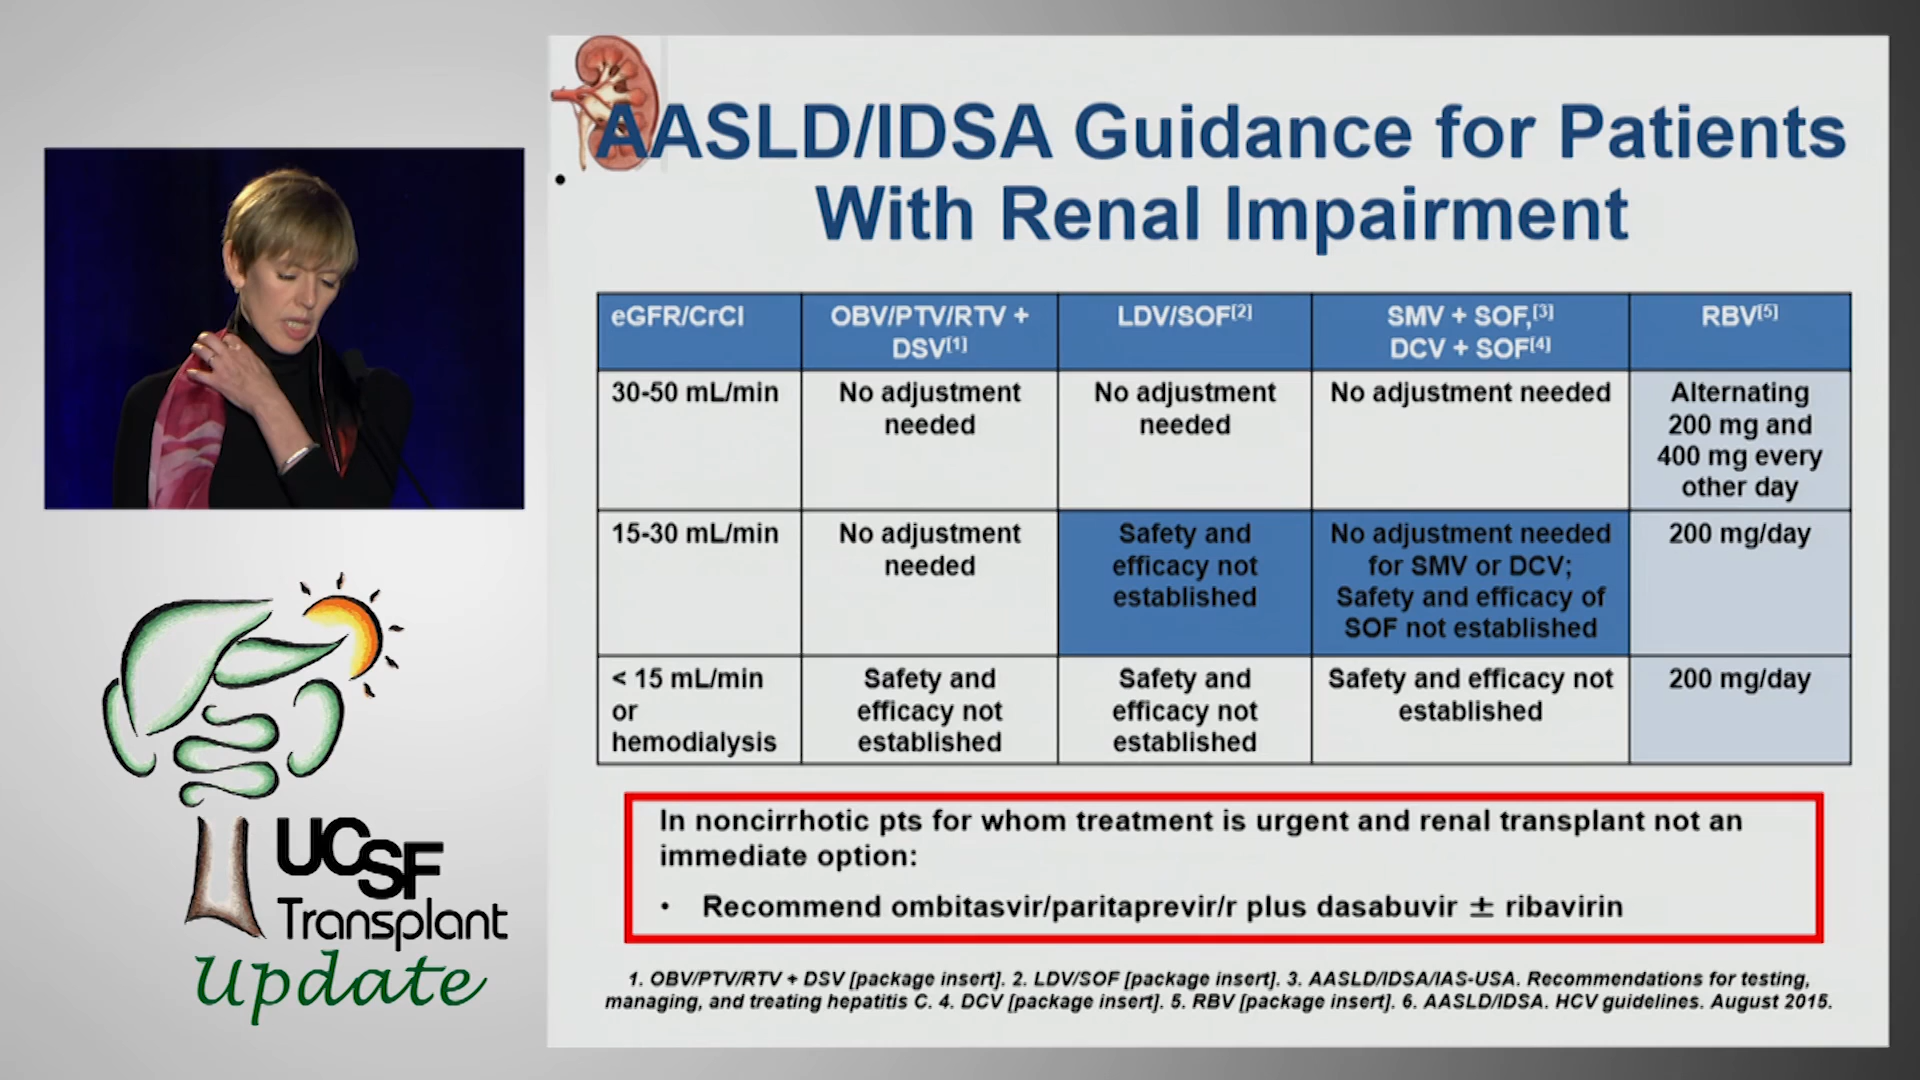 AASLD/IDSA Guidance for Patients
With Renal Impairment
eGFR/CrCl
OBV/PTV/RTV +
DSV[1]
LDV/SOF[2]
SMV + SOF,[3]
DCV + SOF[4]
RBV[5]
30-50 mL/min
No adjustment
needed
No adjustment
needed
No adjustment needed
Alternating
200 mg and
400 mg every
other day
15-30 mL/min
No adjustment
needed
Safety and
efficacy not
established
No adjustment needed
for SMV or DCV;
Safety and efficacy of
SOF not established
200 mg/day
< 15 mL/min
or
hemodialysis
Safety and
efficacy not
established
Safety and
efficacy not
established
Safety and efficacy not
established
200 mg/day
In noncirrhotic pts for whom treatment is urgent and renal transplant not an
immediate option:
• Recommend ombitasvir/paritaprevir/r plus dasabuvir ± ribavirin
1. OBV/PTV/RTV + DSV [package insert]. 2. LDV/SOF [package insert]. 3. AASLD/IDSA/IAS-USA. Recommendations for testing,
managing, and treating hepatitis C. 4. DCV [package insert]. 5. RBV [package insert]. 6. AASLD/IDSA. HCV guidelines. August 2015.
UCSF
Transplant
Update